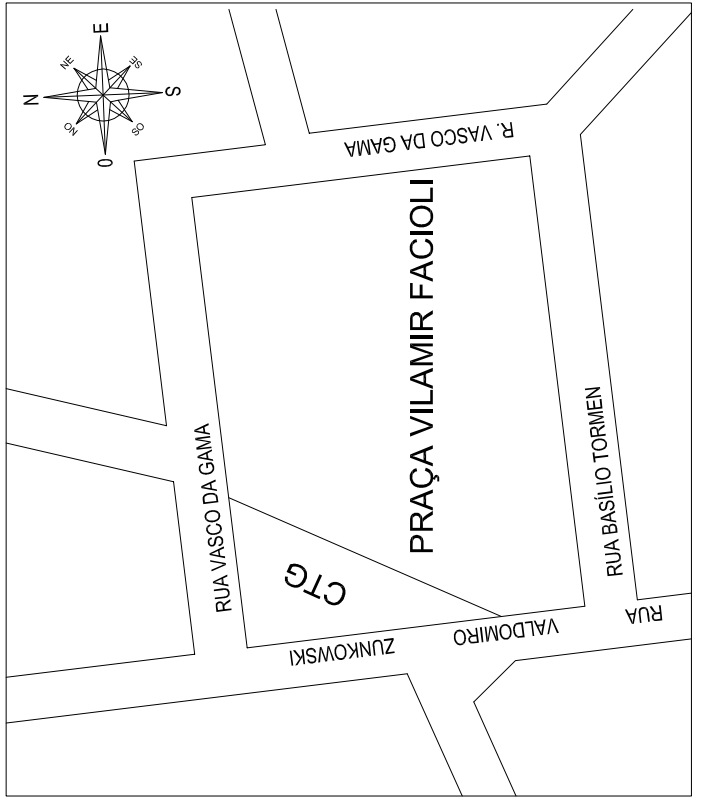 E
NE
SE
N
S
NO
SO
O
R. VASCO DA GAMA
PRAÇA VILAMIR FACIOLI
RUA VASCO DA GAMA
CTG
RUA BASÍLIO TORMEN
RUA VALDOMIRO ZUNKOWSKI